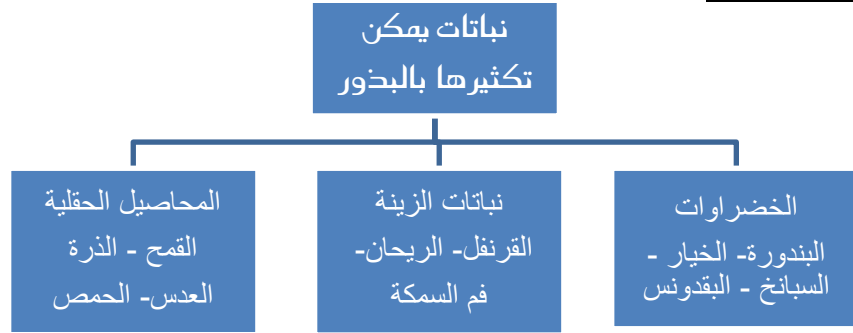 نباتات يمكن
تكثيرها بالبذور
الخضراوات
البندورة- الخيار -
السبانخ - البقدونس
نباتات الزينة
القرنفل- الريحان-
فم السمكة
المحاصيل الحقلية
القمح - الذرة
العدس- الحمص